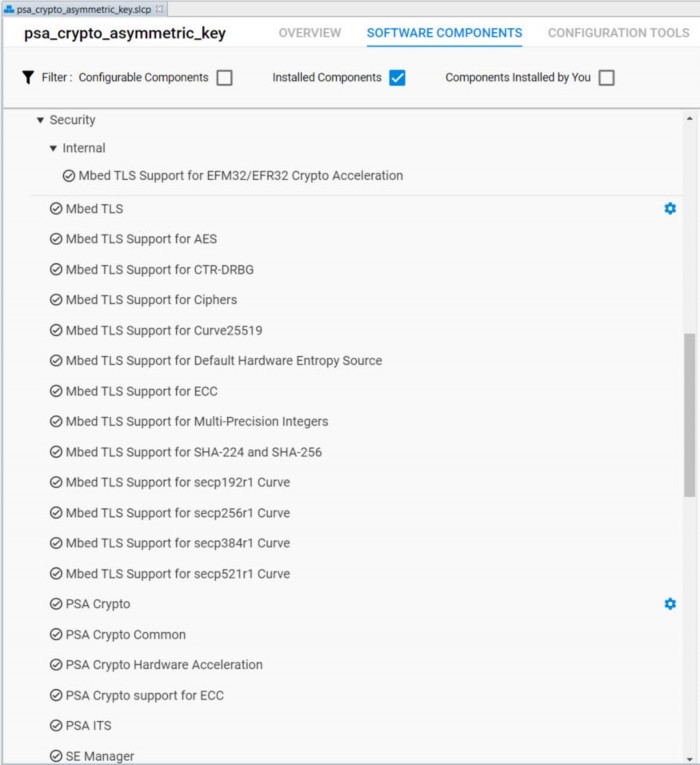 psa_crypto_asymmetric_key.slcp
psa_crypto_asymmetric_key OVERVIEW SOFTWARE COMPONENTS CONFIGURATION TOOLS
Filter : Configurable Components Installed Components Components Installed by You
Security
Internal
Mbed TLS Support for EFM32/EFR32 Crypto Acceleration
Mbed TLS
Mbed TLS Support for AES
Mbed TLS Support for CTR-DRBG
Mbed TLS Support for Ciphers
Mbed TLS Support for Curve25519
Mbed TLS Support for Default Hardware Entropy Source
Mbed TLS Support for ECC
Mbed TLS Support for Multi-Precision Integers
Mbed TLS Support for SHA-224 and SHA-256
Mbed TLS Support for secp192r1 Curve
Mbed TLS Support for secp256r1 Curve
Mbed TLS Support for secp384r1 Curve
Mbed TLS Support for secp521r1 Curve
PSA Crypto
PSA Crypto Common
PSA Crypto Hardware Acceleration
PSA Crypto support for ECC
PSA ITS
SE Manager